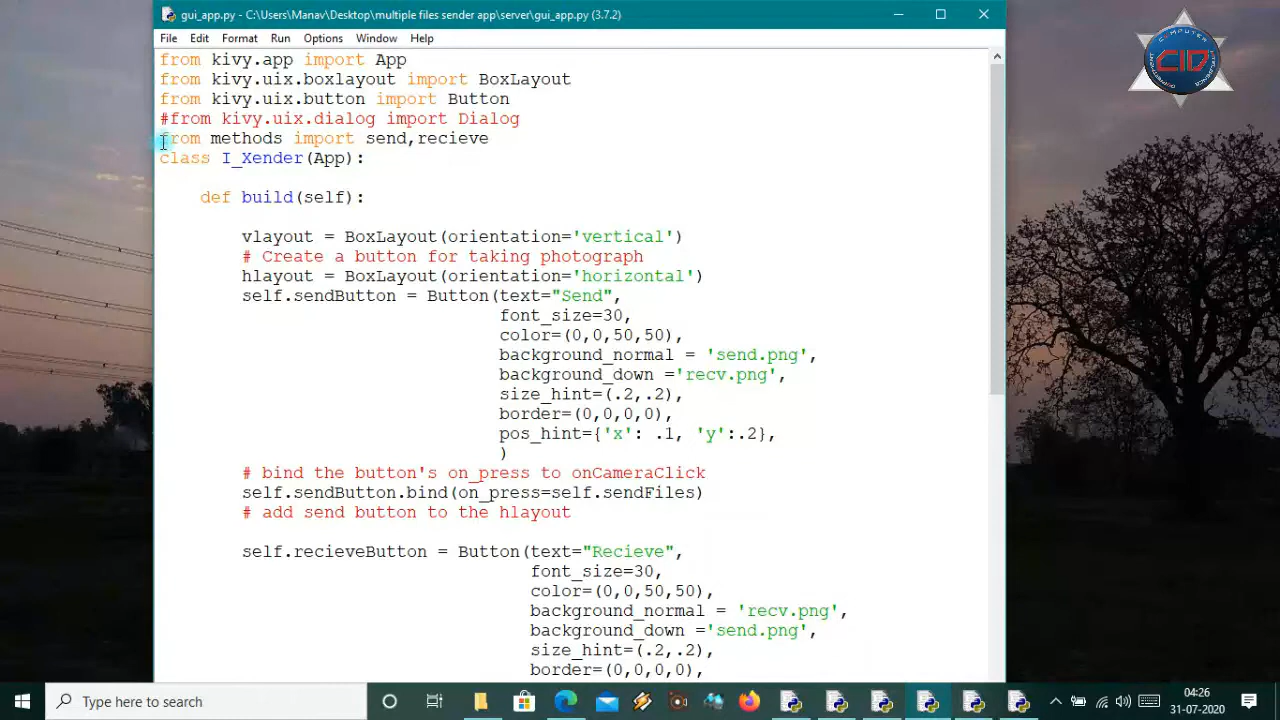 gui_app.py - C:\Users\Manav\Desktop\multiple files sender app\server\gui_app.py (3.7.2)
File Edit Format Run Options Window Help
from kivy.app import App
from kivy.uix.boxlayout import BoxLayout
from kivy.uix.button import Button
#from kivy.uix.dialog import Dialog
from methods import send,recieve
class I_Xender(App):
def build(self):
vlayout = BoxLayout(orientation='vertical')
# Create a button for taking photograph
hlayout = BoxLayout(orientation='horizontal')
self.sendButton = Button(text="Send",
font_size=30,
color=(0,0,50,50),
background_normal = 'send.png',
background_down ='recv.png',
size_hint=(.2,.2),
border=(0,0,0,0),
pos_hint={'x': .1, 'y':.2},
)
# bind the button's on_press to onCameraClick
self.sendButton.bind(on_press=self.sendFiles)
# add send button to the hlayout
self.recieveButton = Button(text="Recieve",
font_size=30,
color=(0,0,50,50),
background_normal = 'recv.png',
background_down ='send.png',
size_hint=(.2,.2),
border=(0,0,0,0),
COMPUTER
CID
Type here to search
04:26
31-07-2020